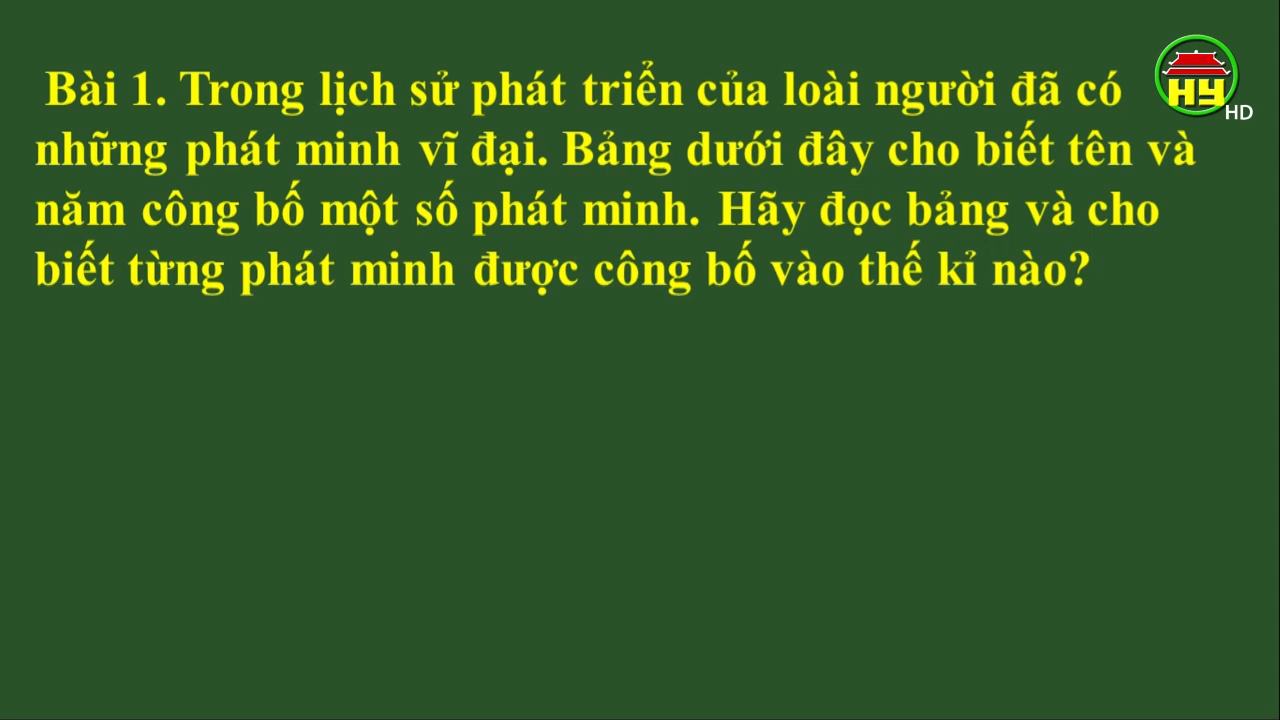 Bài 1. Trong lịch sử phát triển của loài người đã có
những phát minh vĩ đại. Bảng dưới đây cho biết tên và
năm công bố một số phát minh. Hãy đọc bảng và cho
biết từng phát minh được công bố vào thế kỉ nào?
HY
HD